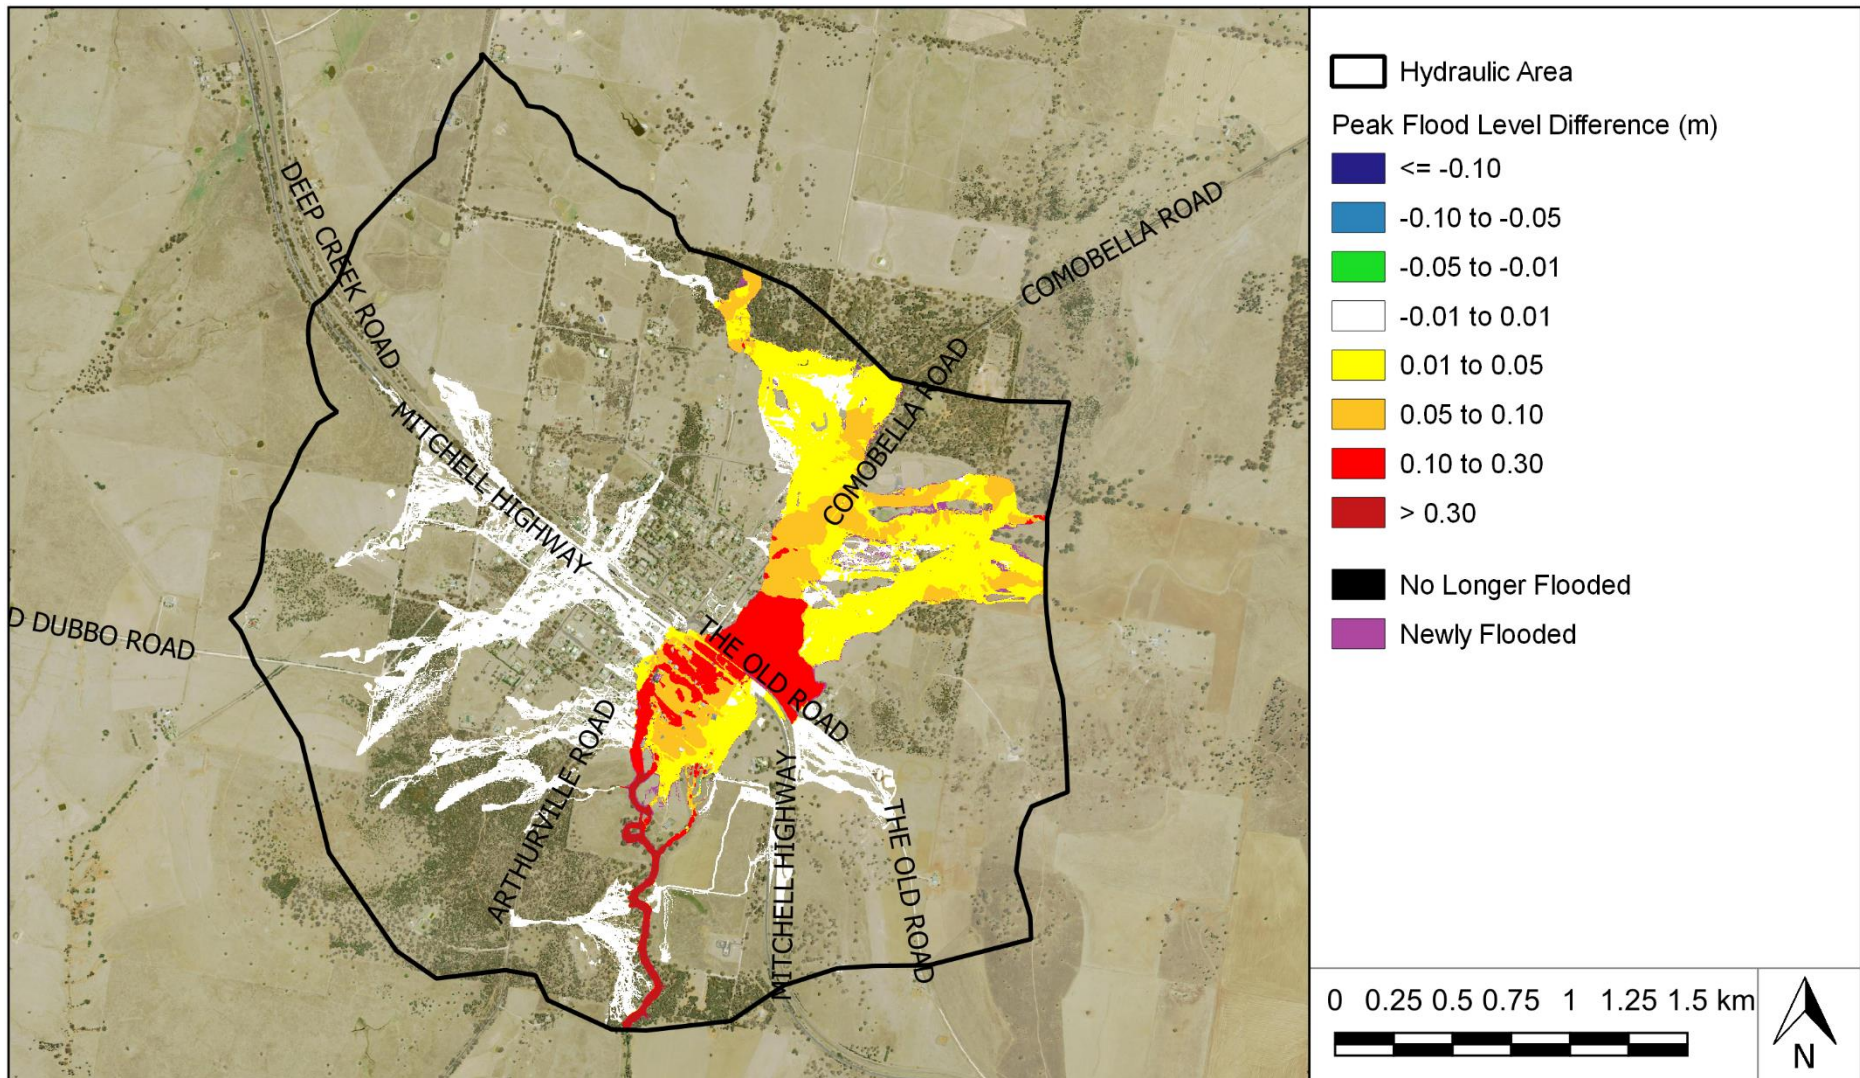 DEEP CREEK ROAD
COMOBELLA ROAD
COMOBELLA ROAD
MITCHELL HIGHWAY
D DUBBO ROAD
THE OLD ROAD
ARTHURVILLE ROAD
MITCHELL HIGHWAY
THE OLD ROAD
Hydraulic Area
Peak Flood Level Difference (m)
<= -0.10
-0.10 to -0.05
-0.05 to -0.01
-0.01 to 0.01
0.01 to 0.05
0.05 to 0.10
0.10 to 0.30
> 0.30
No Longer Flooded
Newly Flooded
0 0.25 0.5 0.75 1 1.25 1.5 km
N